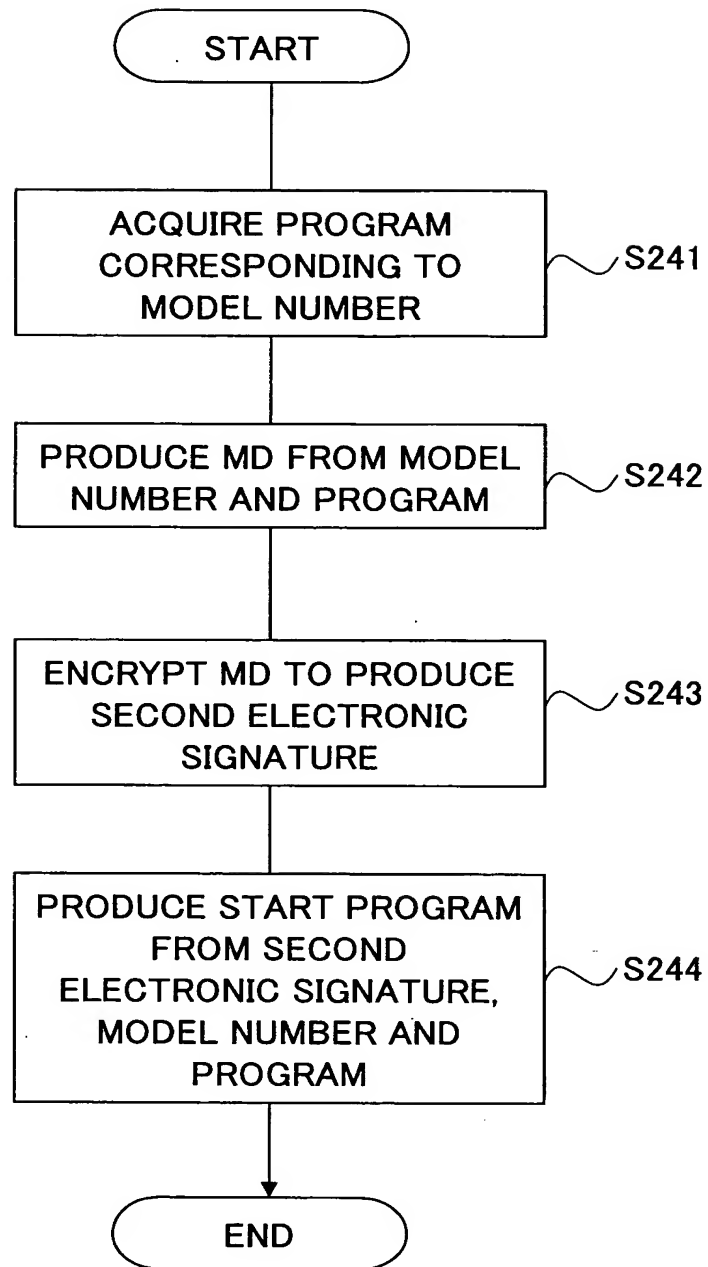 START
ACQUIRE PROGRAM
CORRESPONDING TO
MODEL NUMBER
S241
PRODUCE MD FROM MODEL
NUMBER AND PROGRAM
S242
ENCRYPT MD TO PRODUCE
SECOND ELECTRONIC
SIGNATURE
S243
PRODUCE START PROGRAM
FROM SECOND
ELECTRONIC SIGNATURE,
MODEL NUMBER AND
PROGRAM
S244
END